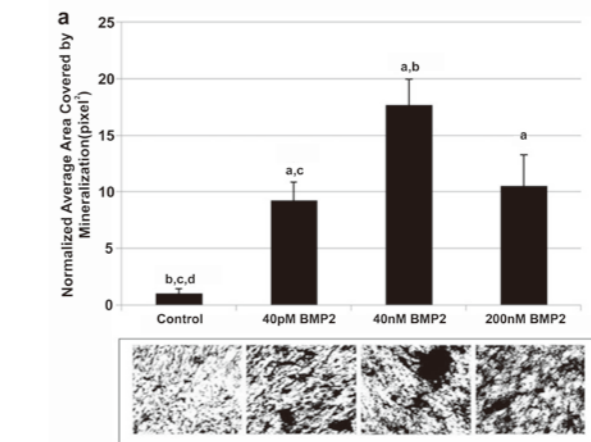 a
Normalized Average Area Covered by
Mineralization(pixel²)
25
20
15
10
5
0
b,c,d
a,c
a,b
a
Control
40pM BMP2
40nM BMP2
200nM BMP2